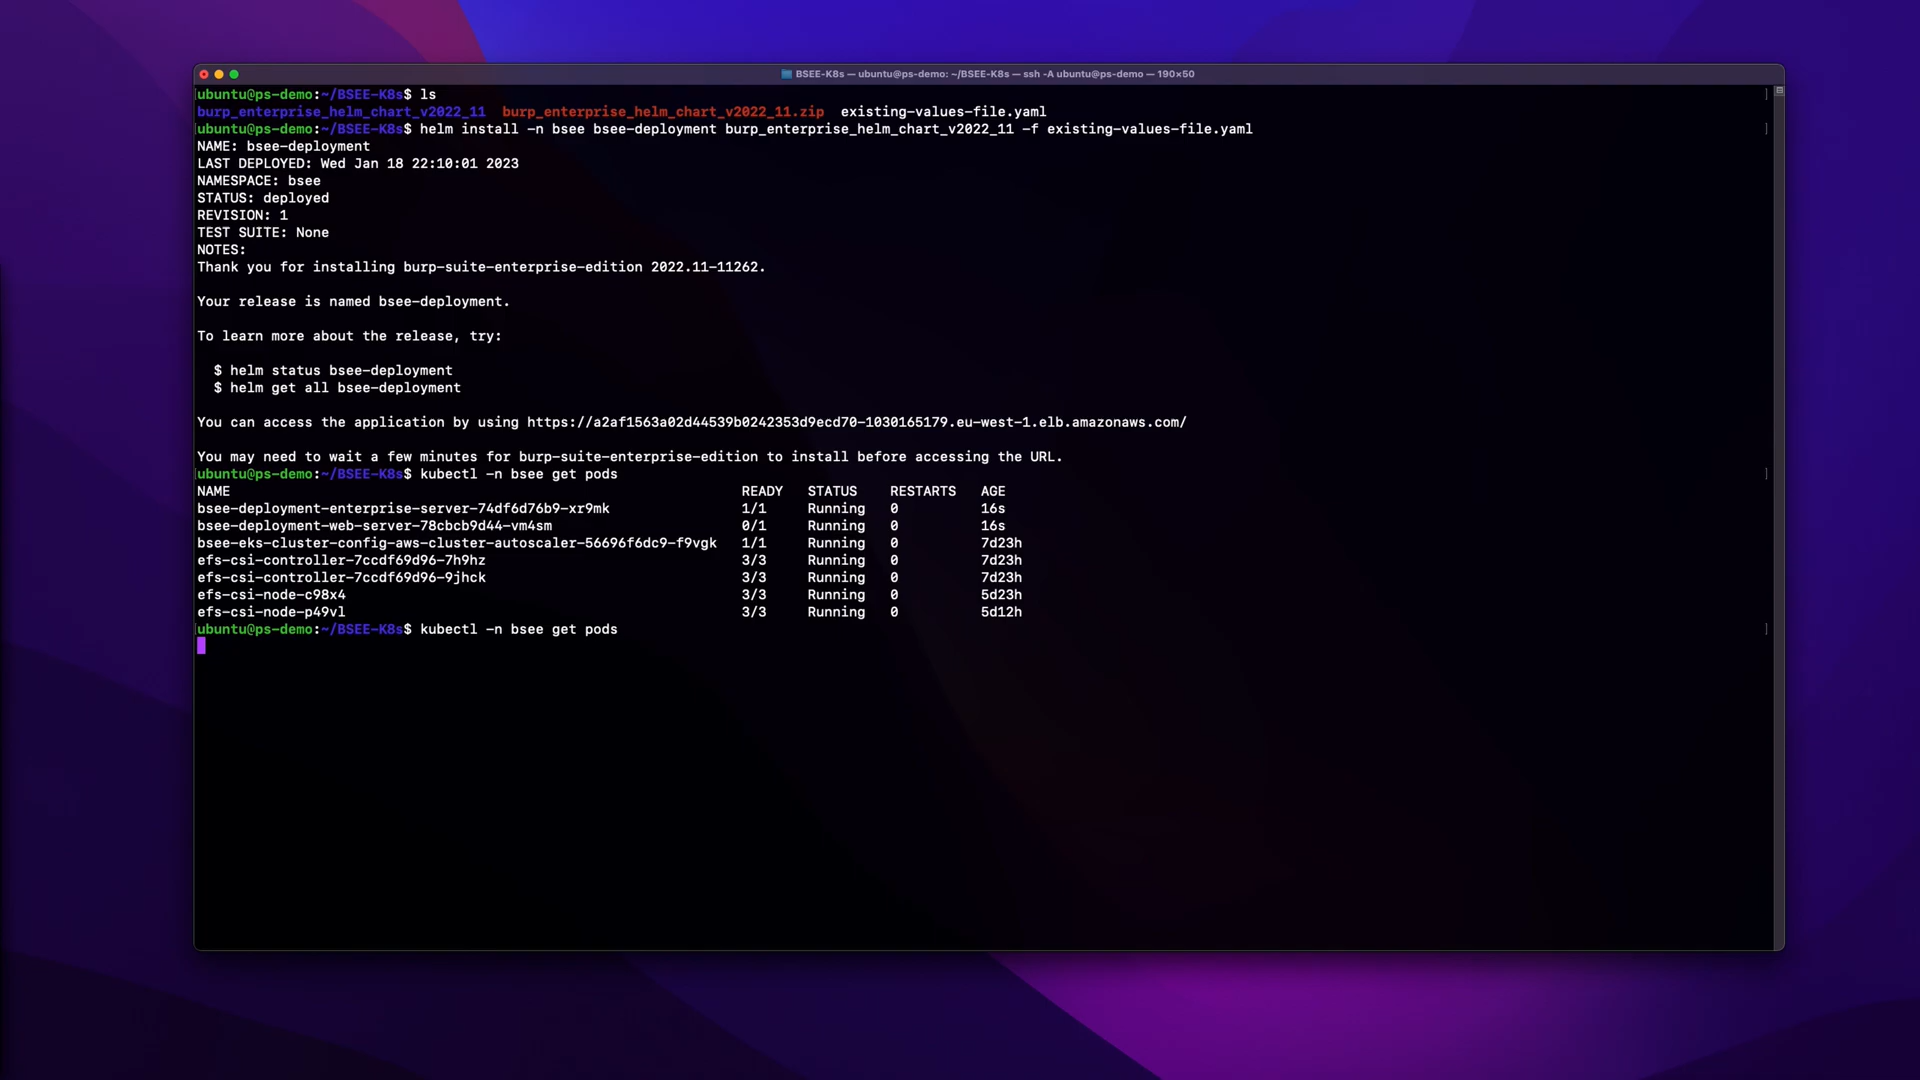 BSEE-K8s — ubuntu@ps-demo: ~/BSEE-K8s — ssh -A ubuntu@ps-demo — 190×50
ubuntu@ps-demo:~/BSEE-K8s$ ls
burp_enterprise_helm_chart_v2022_11  burp_enterprise_helm_chart_v2022_11.zip  existing-values-file.yaml
ubuntu@ps-demo:~/BSEE-K8s$ helm install -n bsee bsee-deployment burp_enterprise_helm_chart_v2022_11 -f existing-values-file.yaml
NAME: bsee-deployment
LAST DEPLOYED: Wed Jan 18 22:10:01 2023
NAMESPACE: bsee
STATUS: deployed
REVISION: 1
TEST SUITE: None
NOTES:
Thank you for installing burp-suite-enterprise-edition 2022.11-11262.
Your release is named bsee-deployment.
To learn more about the release, try:
  $ helm status bsee-deployment
  $ helm get all bsee-deployment
You can access the application by using https://a2af1563a02d44539b0242353d9ecd70-1030165179.eu-west-1.elb.amazonaws.com/
You may need to wait a few minutes for burp-suite-enterprise-edition to install before accessing the URL.
ubuntu@ps-demo:~/BSEE-K8s$ kubectl -n bsee get pods
NAME                                                              READY   STATUS    RESTARTS   AGE
bsee-deployment-enterprise-server-74df6d76b9-xr9mk                1/1     Running   0          16s
bsee-deployment-web-server-78cbcb9d44-vm4sm                       0/1     Running   0          16s
bsee-eks-cluster-config-aws-cluster-autoscaler-56696f6dc9-f9vgk   1/1     Running   0          7d23h
efs-csi-controller-7ccdf69d96-7h9hz                               3/3     Running   0          7d23h
efs-csi-controller-7ccdf69d96-9jhck                               3/3     Running   0          7d23h
efs-csi-node-c98x4                                                3/3     Running   0          5d23h
efs-csi-node-p49vl                                                3/3     Running   0          5d12h
ubuntu@ps-demo:~/BSEE-K8s$ kubectl -n bsee get pods